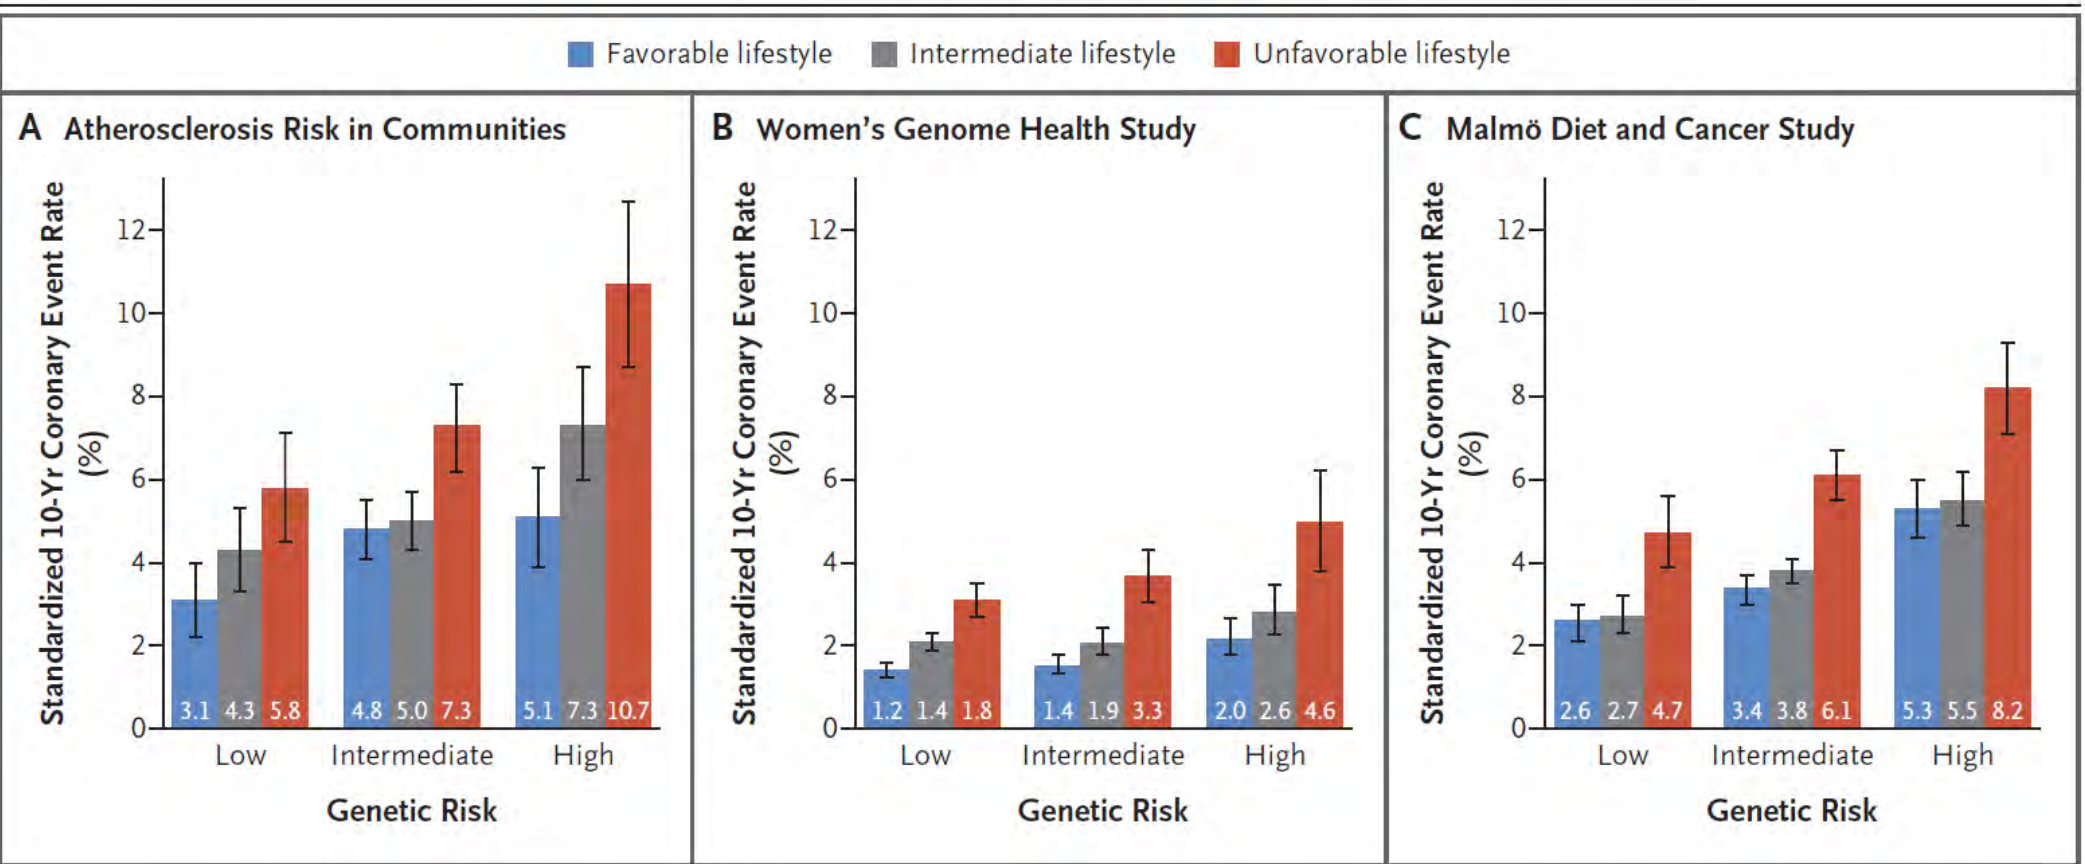 Favorable lifestyle Intermediate lifestyle Unfavorable lifestyle
A Atherosclerosis Risk in Communities
Standardized 10-Yr Coronary Event Rate
(%)
12
10
8
6
4
2
0
3.1 4.3 5.8 4.8 5.0 7.3 5.1 7.3 10.7
Low Intermediate High
Genetic Risk
B Women's Genome Health Study
Standardized 10-Yr Coronary Event Rate
(%)
12
10
8
6
4
2
0
1.2 1.4 1.8 1.4 1.9 3.3 2.0 2.6 4.6
Low Intermediate High
Genetic Risk
C Malmö Diet and Cancer Study
Standardized 10-Yr Coronary Event Rate
(%)
12
10
8
6
4
2
0
2.6 2.7 4.7 3.4 3.8 6.1 5.3 5.5 8.2
Low Intermediate High
Genetic Risk